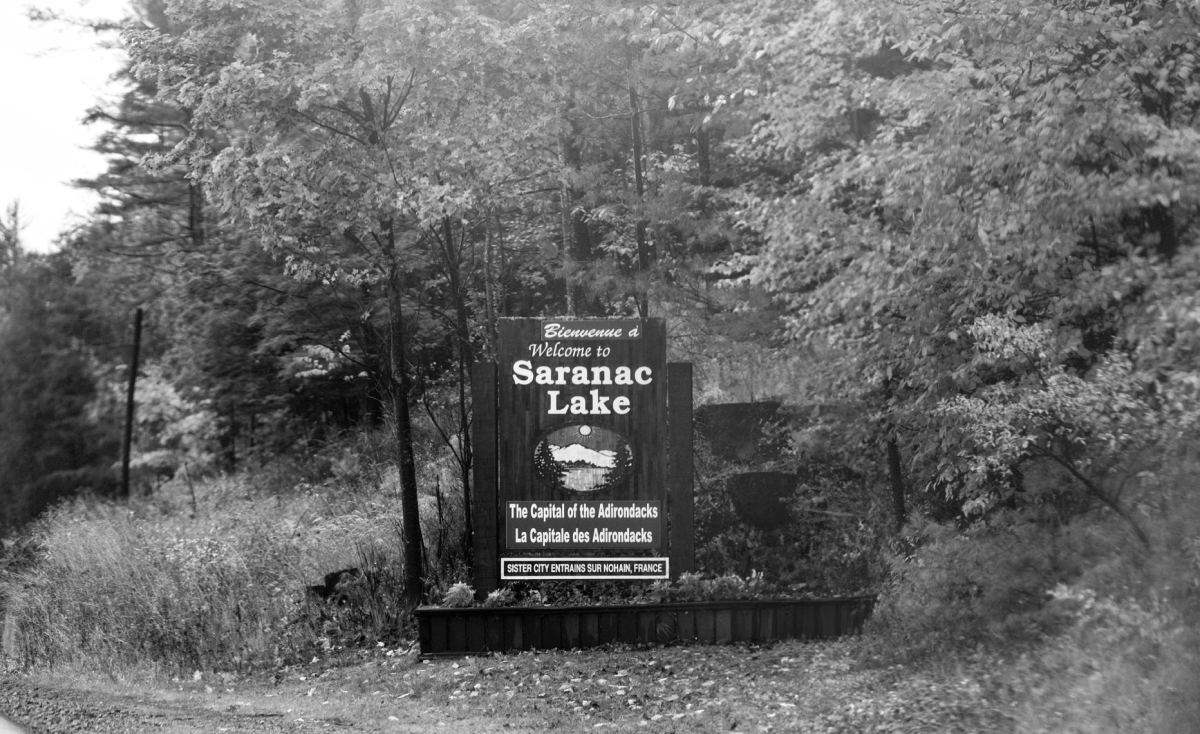 Bienvenue à
Welcome to
Saranac
Lake
The Capital of the Adirondacks
La Capitale des Adirondacks
SISTER CITY ENTRAINS SUR NOHAIN, FRANCE